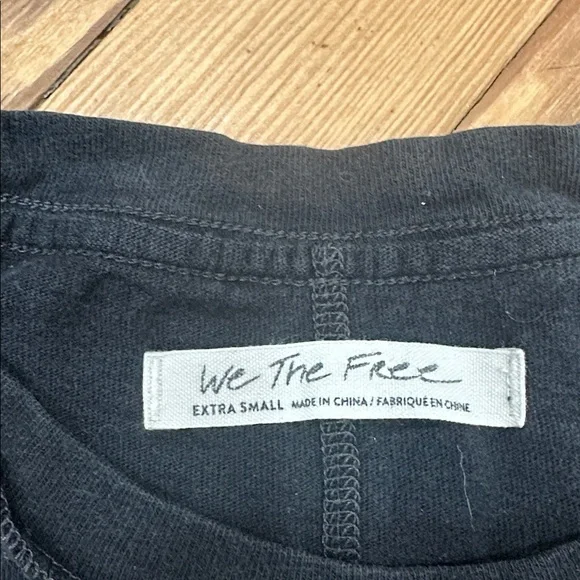 We The Free
EXTRA SMALL MADE IN CHINA / FABRIQUÉ EN CHINE